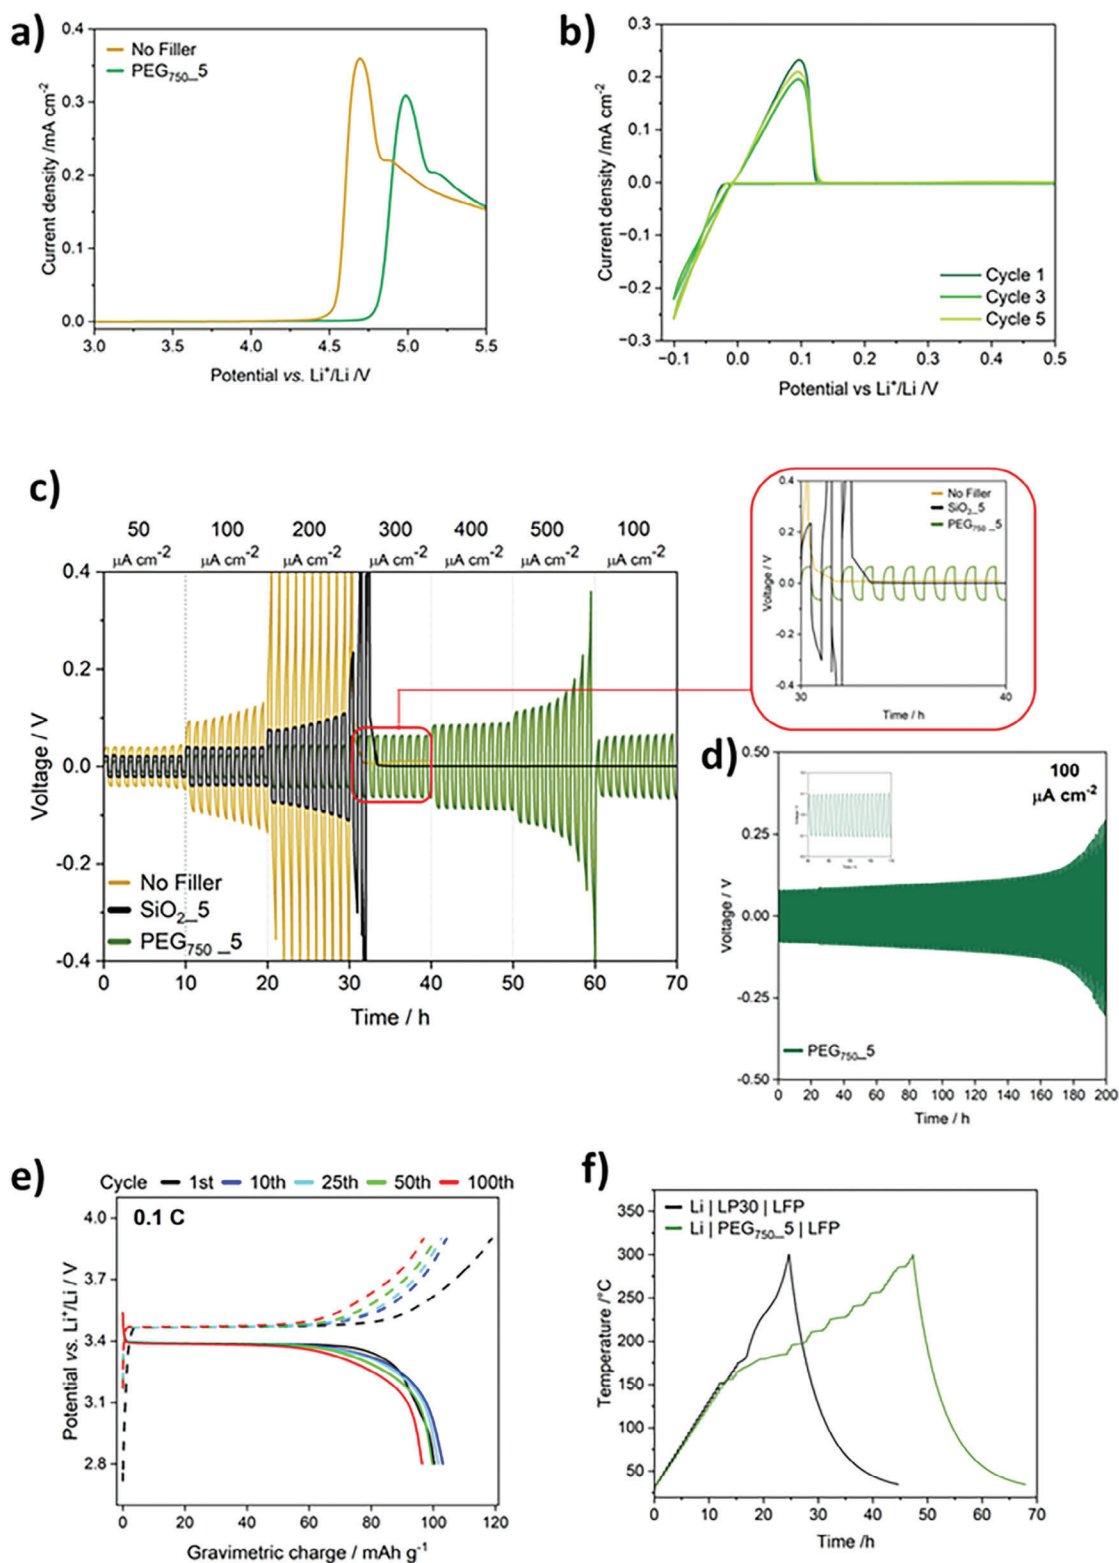 a)
No Filler
PEG₇₅₀_5
0.4
0.3
0.2
0.1
0.0
Current density /mA cm⁻²
3.0 3.5 4.0 4.5 5.0 5.5
Potential vs. Li⁺/Li /V
b)
0.3
0.2
0.1
0.0
−0.1
−0.2
−0.3
Current density /mA cm⁻²
Cycle 1
Cycle 3
Cycle 5
−0.1 0.0 0.1 0.2 0.3 0.4 0.5
Potential vs Li⁺/Li /V
c)
50 100 200 300 400 500 100
μA cm⁻² μA cm⁻² μA cm⁻² μA cm⁻² μA cm⁻² μA cm⁻² μA cm⁻²
0.4
0.2
0.0
-0.2
-0.4
Voltage / V
No Filler
SiO₂_5
PEG₇₅₀_5
0 10 20 30 40 50 60 70
Time / h
0.4
0.2
0.0
-0.2
-0.4
Voltage / V
No Filler
SiO₂_5
PEG₇₅₀_5
30 40
Time / h
d)
100
μA cm⁻²
0.50
0.25
0.00
-0.25
-0.50
Voltage / V
PEG₇₅₀_5
0 20 40 60 80 100 120 140 160 180 200
Time / h
e)
Cycle 1st 10th 25th 50th 100th
0.1 C
4.0
3.7
3.4
3.1
2.8
Potential vs. Li⁺/Li / V
0 20 40 60 80 100 120
Gravimetric charge / mAh g⁻¹
f)
Li | LP30 | LFP
Li | PEG₇₅₀_5 | LFP
350
300
250
200
150
100
50
Temperature /°C
0 10 20 30 40 50 60 70
Time /h